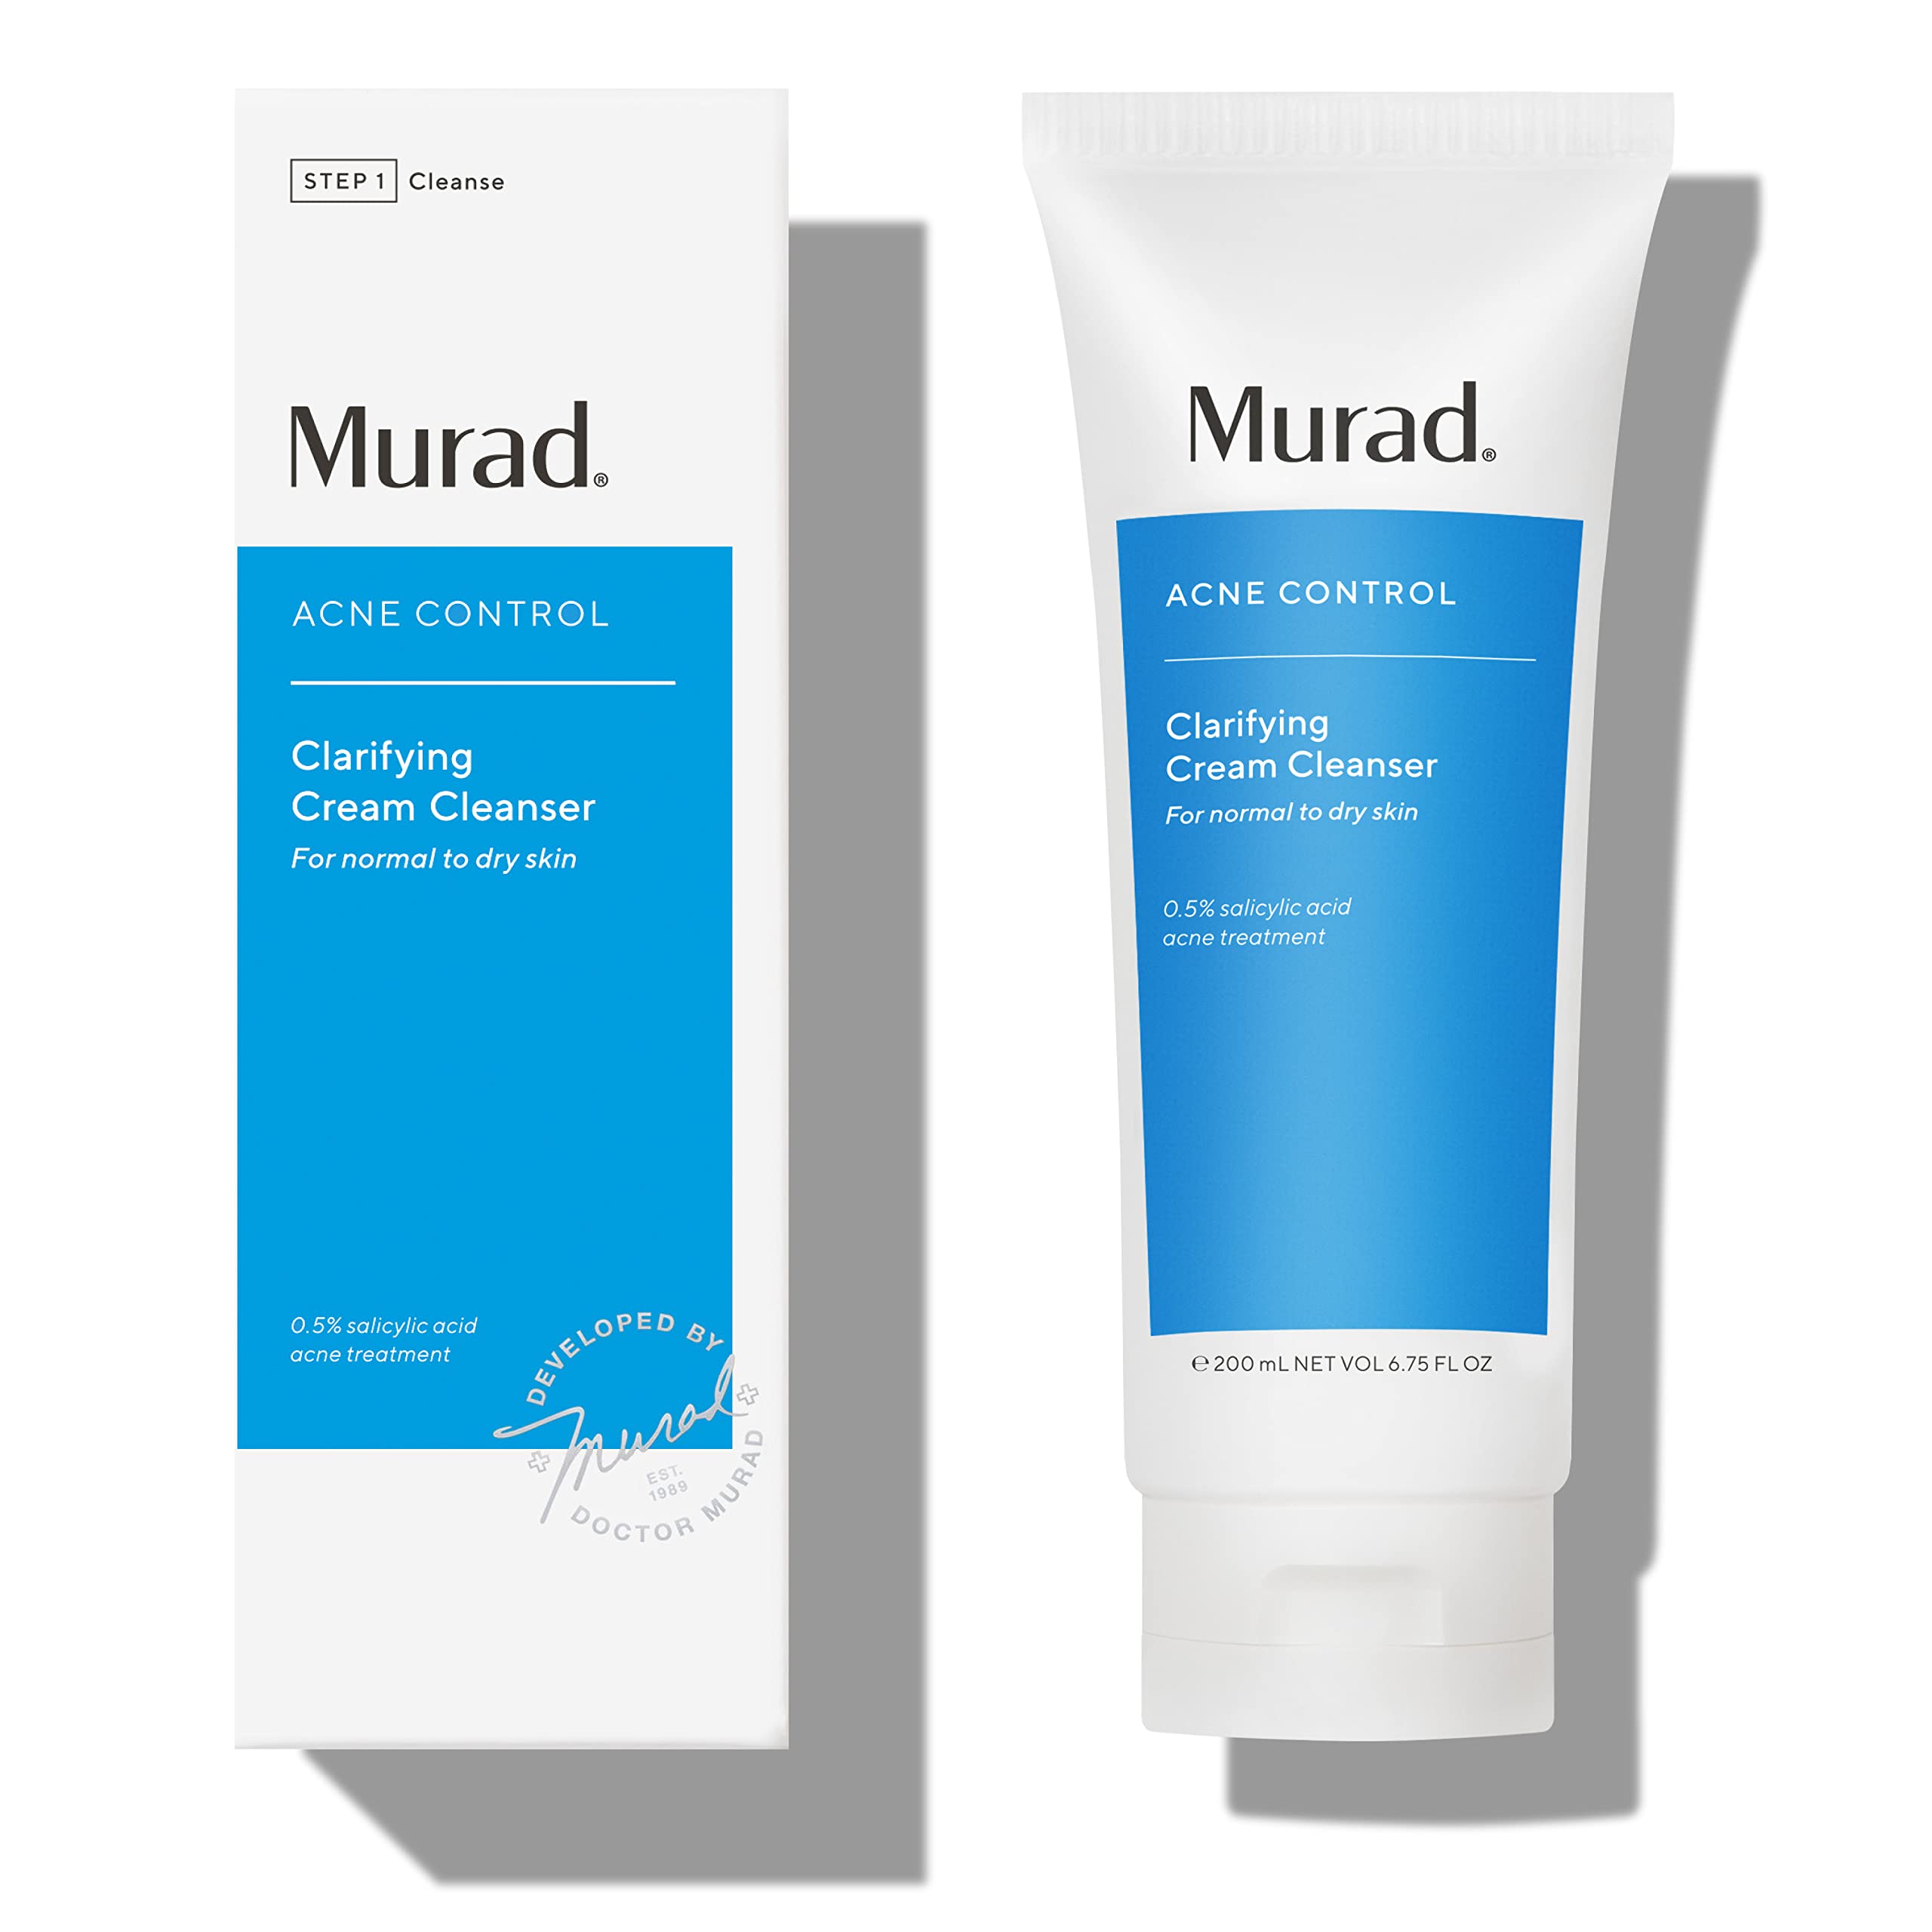 STEP 1 Cleanse
Murad®
ACNE CONTROL
Clarifying
Cream Cleanser
For normal to dry skin
0.5% salicylic acid
acne treatment
DEVELOPED BY
Murad
EST.
1989
DOCTOR MURAD
Murad®
ACNE CONTROL
Clarifying
Cream Cleanser
For normal to dry skin
0.5% salicylic acid
acne treatment
℮ 200 mL NET VOL 6.75 FL OZ